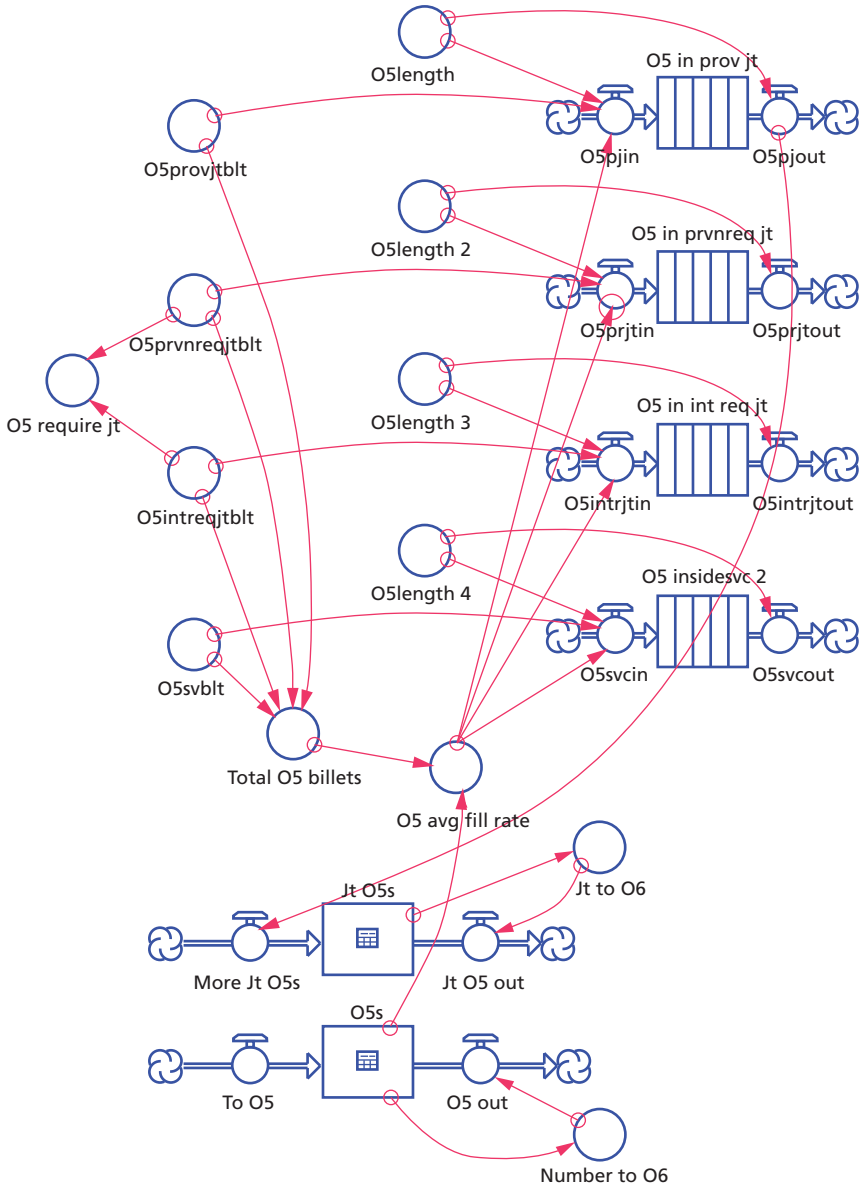 O5length
O5 in prov jt
O5provjtblt
O5pjin
O5pjout
O5length 2
O5 in prvnreq jt
O5prvnreqjtblt
O5prjtin
O5prjtout
O5 require jt
O5length 3
O5 in int req jt
O5intreqjtblt
O5intrjtin
O5intrjtout
O5length 4
O5 insidesvc 2
O5svblt
O5svcin
O5svcout
Total O5 billets
O5 avg fill rate
Jt O5s
Jt to O6
More Jt O5s
Jt O5 out
O5s
To O5
O5 out
Number to O6